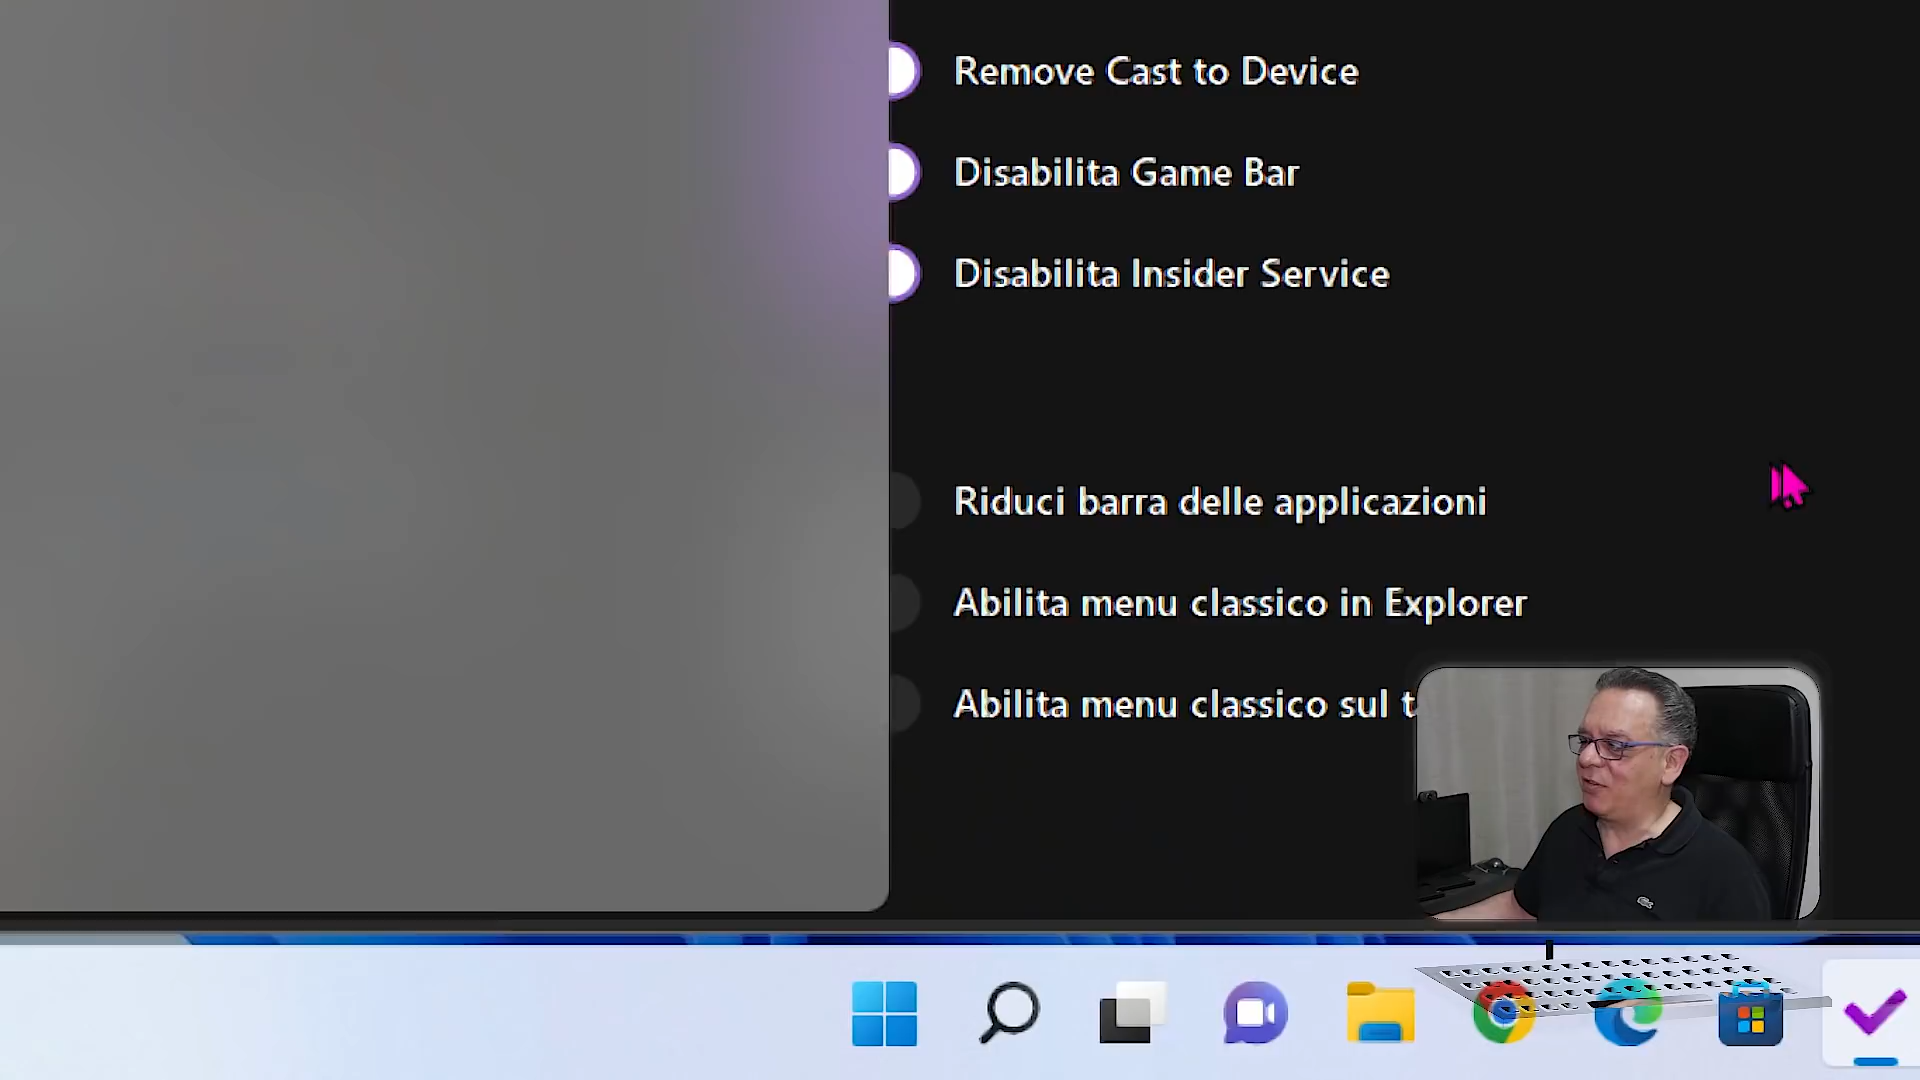 Remove Cast to Device
Disabilita Game Bar
Disabilita Insider Service
Riduci barra delle applicazioni
Abilita menu classico in Explorer
Abilita menu classico sul